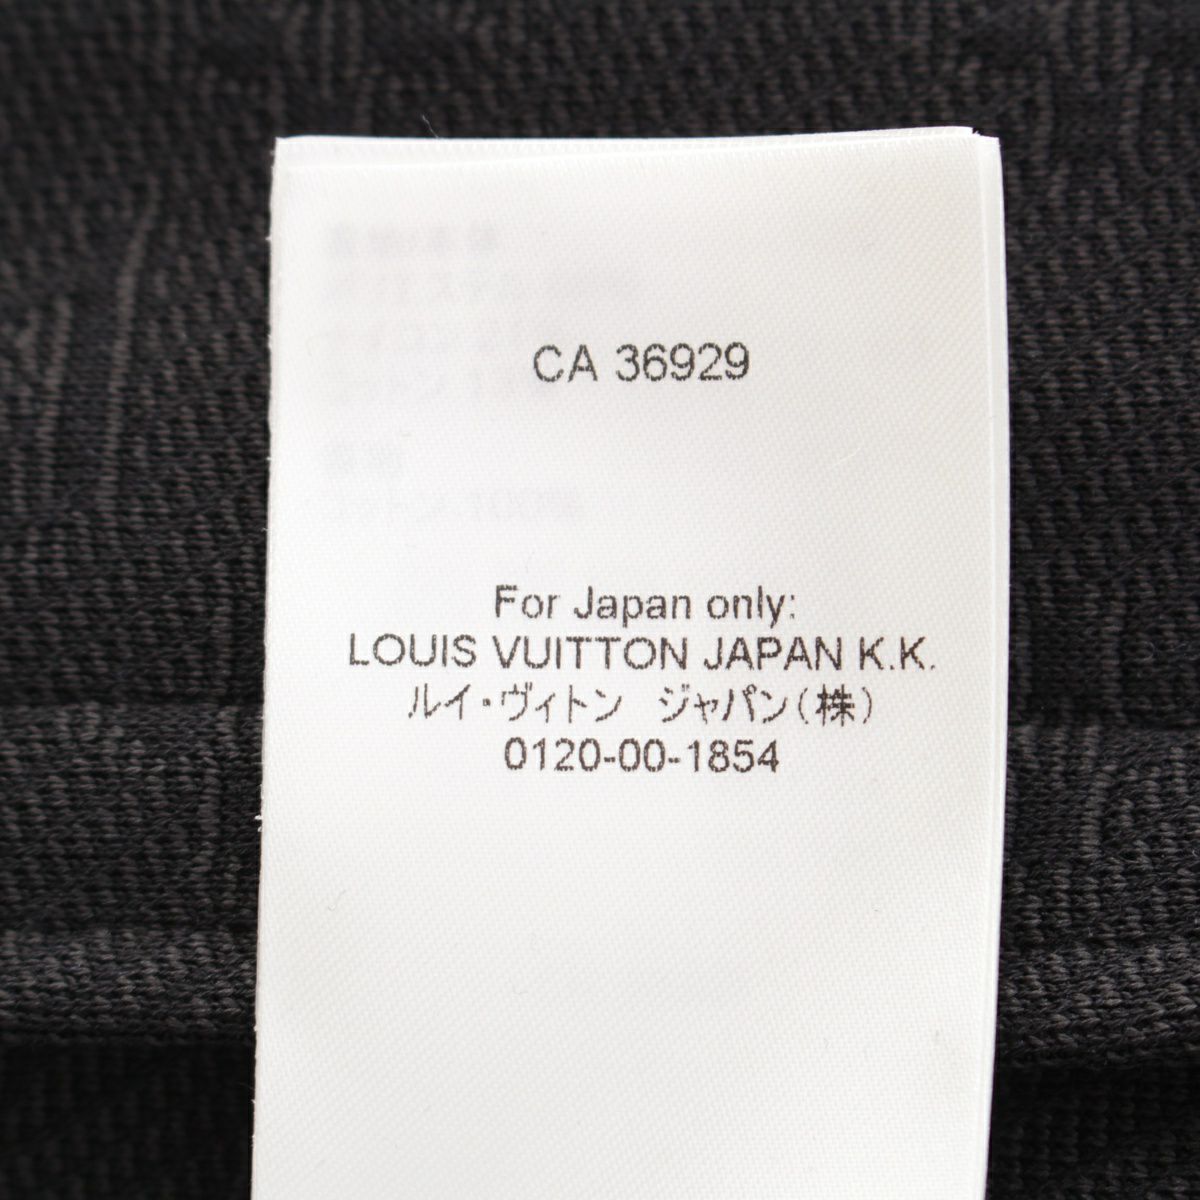 CA 36929
For Japan only:
LOUIS VUITTON JAPAN K.K.
ルイ・ヴィトン ジャパン(株)
0120-00-1854